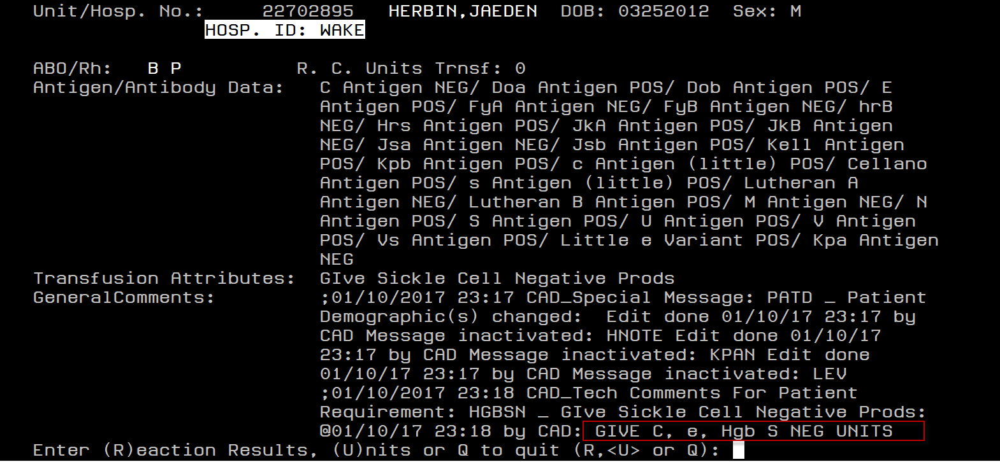 Unit/Hosp. No.: 22702895 HERBIN,JAEDEN DOB: 03252012 Sex: M
HOSP. ID: WAKE
ABO/Rh: B P R. C. Units Trnsf: 0
Antigen/Antibody Data: C Antigen NEG/ Doa Antigen POS/ Dob Antigen POS/ E
Antigen POS/ FyA Antigen NEG/ FyB Antigen NEG/ hrB
NEG/ Hrs Antigen POS/ JkA Antigen POS/ JkB Antigen
NEG/ Jsa Antigen NEG/ Jsb Antigen POS/ Kell Antigen
POS/ Kpb Antigen POS/ c Antigen (little) POS/ Cellano
Antigen POS/ s Antigen (little) POS/ Lutheran A
Antigen NEG/ Lutheran B Antigen POS/ M Antigen NEG/ N
Antigen POS/ S Antigen POS/ U Antigen POS/ V Antigen
POS/ Vs Antigen POS/ Little e Variant POS/ Kpa Antigen
NEG
Transfusion Attributes: GIve Sickle Cell Negative Prods
GeneralComments: ;01/10/2017 23:17 CAD_Special Message: PATD _ Patient
Demographic(s) changed: Edit done 01/10/17 23:17 by
CAD Message inactivated: HNOTE Edit done 01/10/17
23:17 by CAD Message inactivated: KPAN Edit done
01/10/17 23:17 by CAD Message inactivated: LEV
;01/10/2017 23:18 CAD_Tech Comments For Patient
Requirement: HGBSN _ GIve Sickle Cell Negative Prods:
@01/10/17 23:18 by CAD: GIVE C, e, Hgb S NEG UNITS
Enter (R)eaction Results, (U)nits or Q to quit (R,<U> or Q):